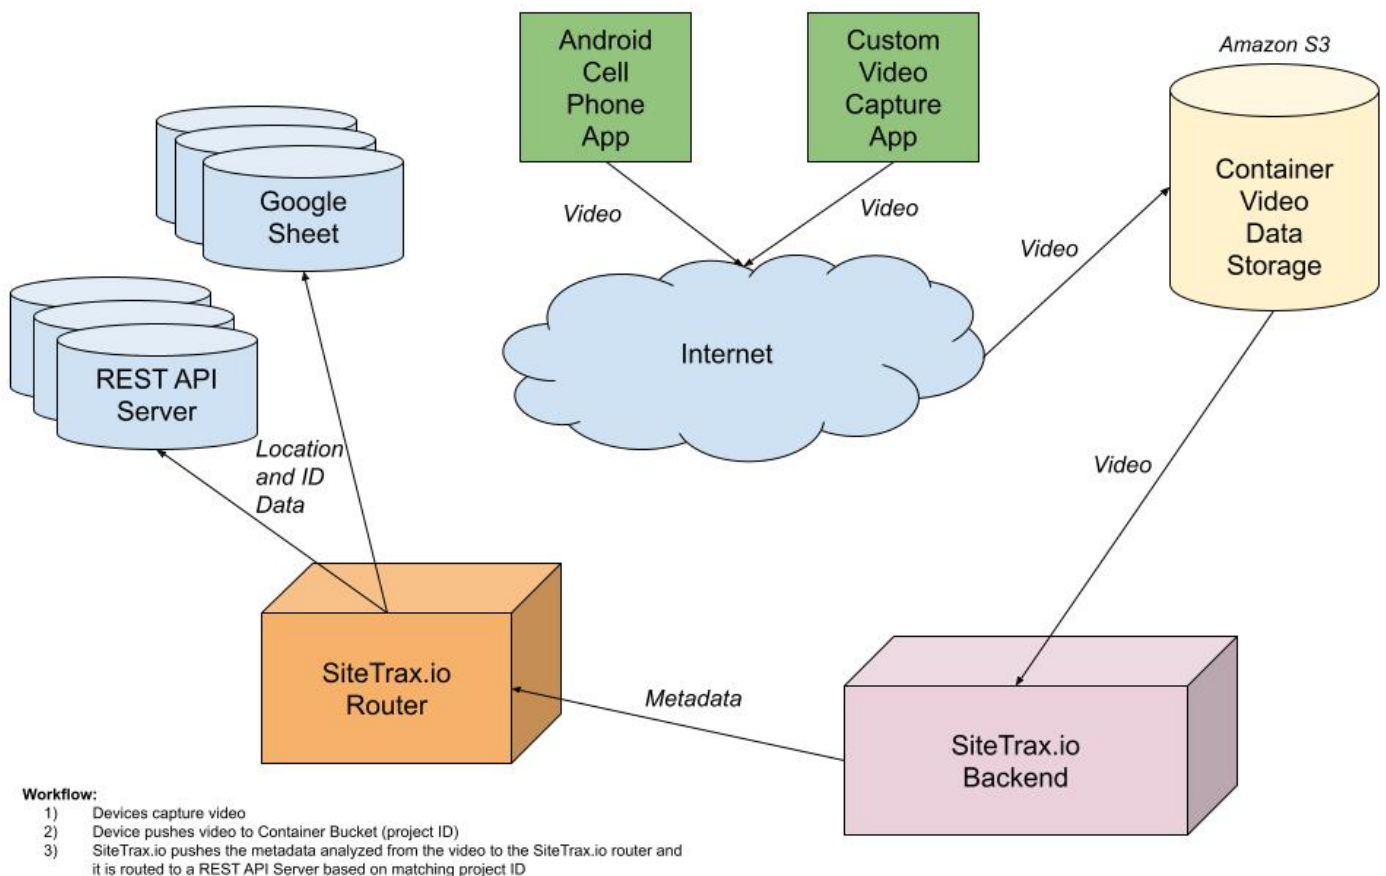 Android
Cell
Phone
App
Custom
Video
Capture
App
Amazon S3
Container
Video
Data
Storage
Google
Sheet
Video
Video
Video
Internet
REST API
Server
Location
and ID
Data
Video
SiteTrax.io
Router
Metadata
SiteTrax.io
Backend
Workflow:
1) Devices capture video
2) Device pushes video to Container Bucket (project ID)
3) SiteTrax.io pushes the metadata analyzed from the video to the SiteTrax.io router and
it is routed to a REST API Server based on matching project ID